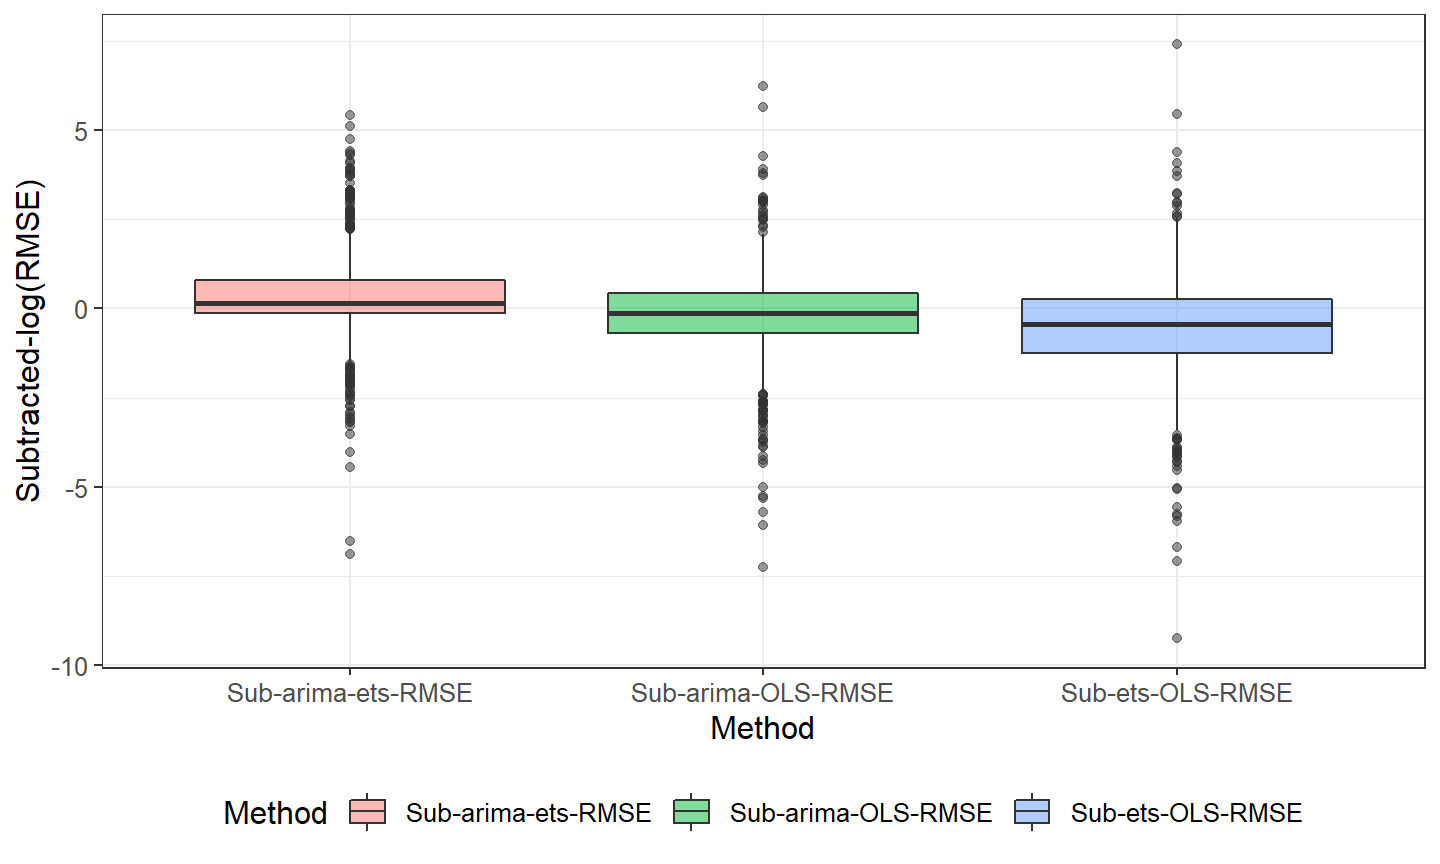 Subtracted-log(RMSE)
5
0
-5
-10
Sub-arima-ets-RMSE Sub-arima-OLS-RMSE Sub-ets-OLS-RMSE
Method
Method Sub-arima-ets-RMSE Sub-arima-OLS-RMSE Sub-ets-OLS-RMSE